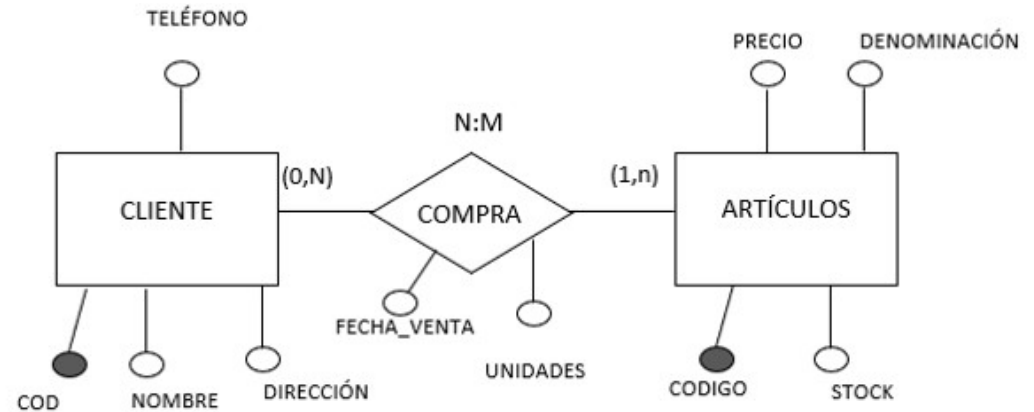 TELÉFONO
PRECIO
DENOMINACIÓN
N:M
(0,N)
(1,n)
CLIENTE
COMPRA
ARTÍCULOS
FECHA_VENTA
UNIDADES
COD
NOMBRE
DIRECCIÓN
CODIGO
STOCK